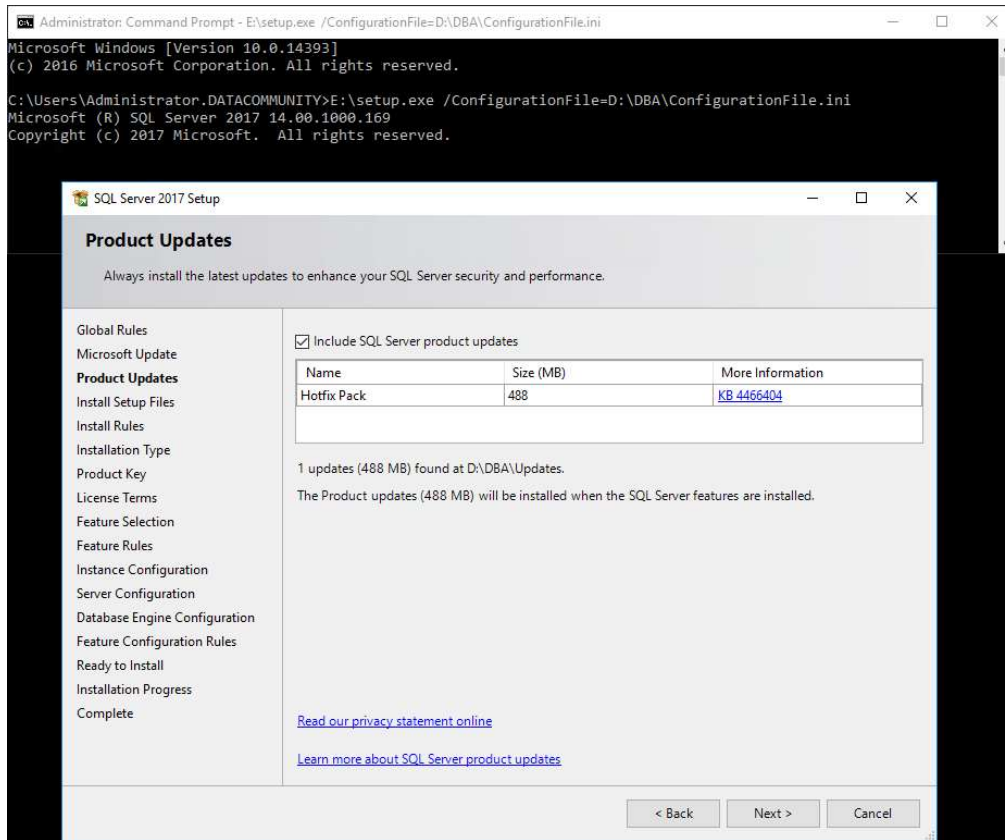 Administrator: Command Prompt - E:\setup.exe /ConfigurationFile=D:\DBA\ConfigurationFile.ini
Microsoft Windows [Version 10.0.14393]
(c) 2016 Microsoft Corporation. All rights reserved.
C:\Users\Administrator.DATACOMMUNITY>E:\setup.exe /ConfigurationFile=D:\DBA\ConfigurationFile.ini
Microsoft (R) SQL Server 2017 14.00.1000.169
Copyright (c) 2017 Microsoft.  All rights reserved.
SQL Server 2017 Setup
Product Updates
Always install the latest updates to enhance your SQL Server security and performance.
Global Rules
Microsoft Update
Product Updates
Install Setup Files
Install Rules
Installation Type
Product Key
License Terms
Feature Selection
Feature Rules
Instance Configuration
Server Configuration
Database Engine Configuration
Feature Configuration Rules
Ready to Install
Installation Progress
Complete
Include SQL Server product updates
Name Size (MB) More Information
Hotfix Pack 488 KB 4466404
1 updates (488 MB) found at D:\DBA\Updates.
The Product updates (488 MB) will be installed when the SQL Server features are installed.
Read our privacy statement online
Learn more about SQL Server product updates
< Back Next > Cancel